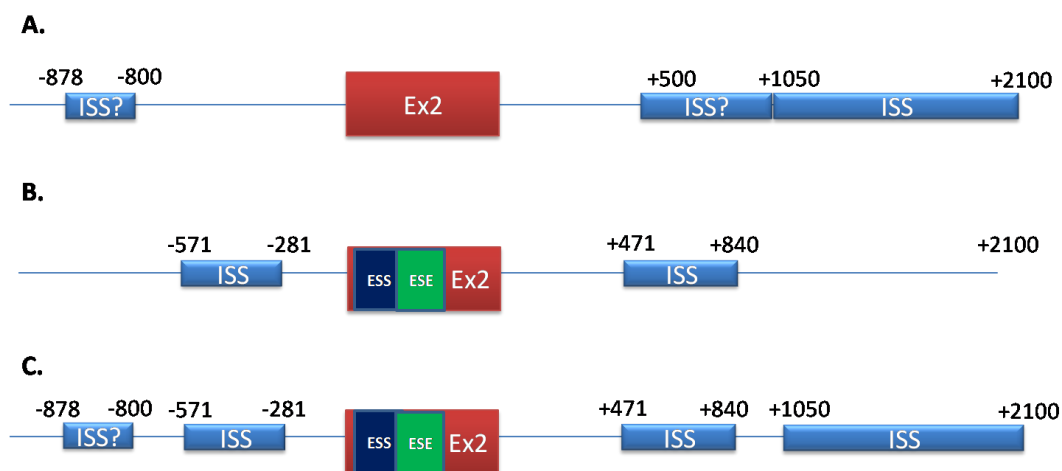 A.
-878 -800 +500 +1050 +2100
ISS? Ex2 ISS? ISS
B.
-571 -281 +471 +840 +2100
ISS ESS ESE Ex2 ISS
C.
-878 -800 -571 -281 +471 +840 +1050 +2100
ISS? ISS ESS ESE Ex2 ISS ISS